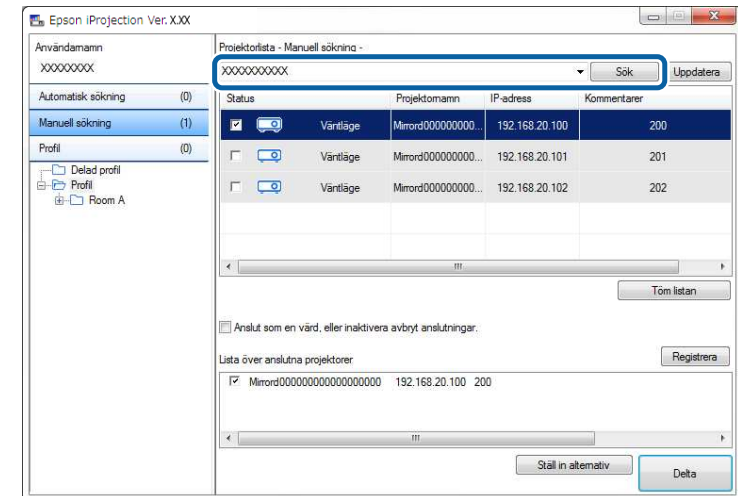 Epson iProjection Ver. X.XX
Användarnamn
XXXXXXXX
Automatisk sökning (0)
Manuell sökning (1)
Profil (0)
Delad profil
Profil
Room A
Projektorlista - Manuell sökning -
XXXXXXXXXX Sök Uppdatera
Status Projektornamn IP-adress Kommentarer
Väntläge Mirrord000000000... 192.168.20.100 200
Väntläge Mirrord000000000... 192.168.20.101 201
Väntläge Mirrord000000000... 192.168.20.102 202
Töm listan
Anslut som en värd, eller inaktivera avbryt anslutningar.
Lista över anslutna projektorer Registrera
Mirrord000000000000000000 192.168.20.100 200
Ställ in alternativ Delta